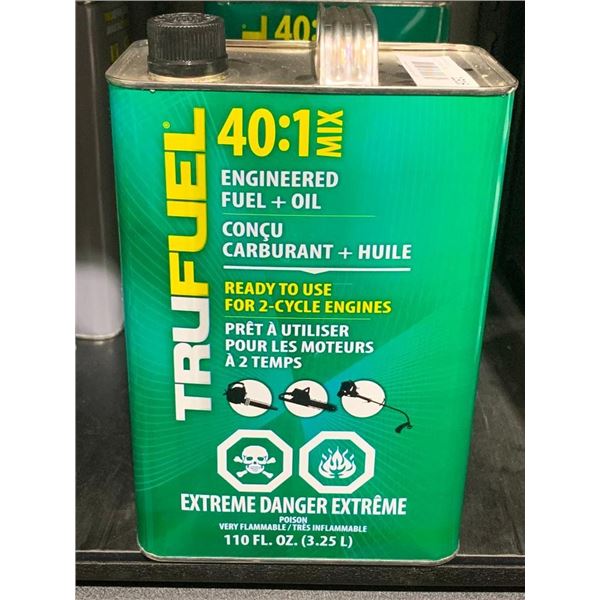 TRUFUEL®
40:1 MIX
ENGINEERED
FUEL + OIL
CONÇU
CARBURANT + HUILE
READY TO USE
FOR 2-CYCLE ENGINES
PRÊT À UTILISER
POUR LES MOTEURS
À 2 TEMPS
EXTREME DANGER EXTRÊME
POISON
VERY FLAMMABLE / TRÈS INFLAMMABLE
110 FL. OZ. (3.25 L)